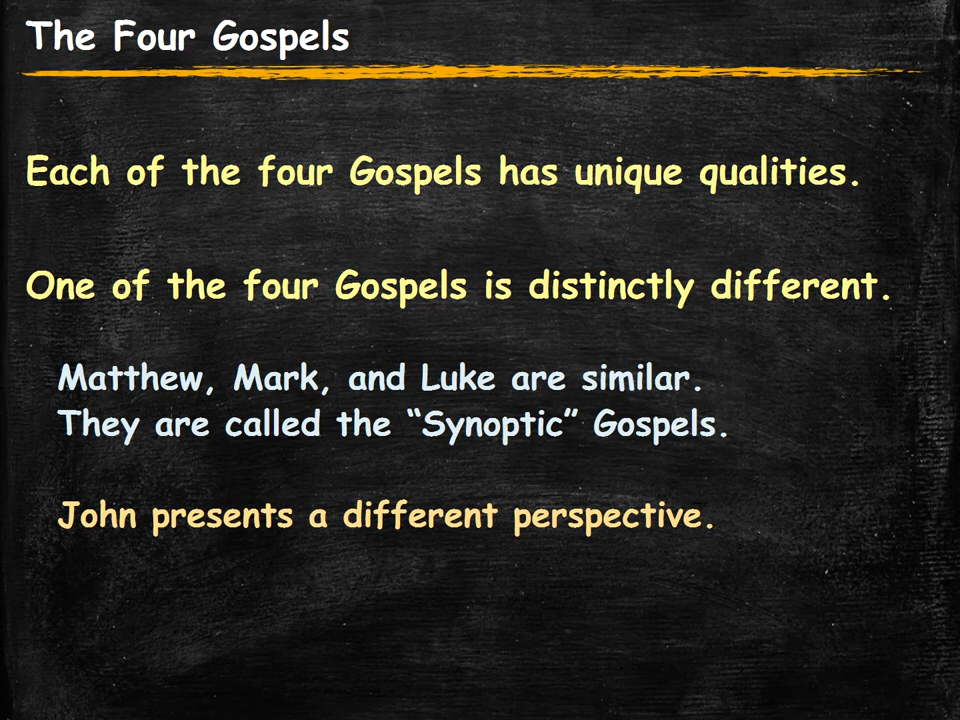 The Four Gospels
Each of the four Gospels has unique qualities.
One of the four Gospels is distinctly different.
Matthew, Mark, and Luke are similar.
They are called the “Synoptic” Gospels.
John presents a different perspective.